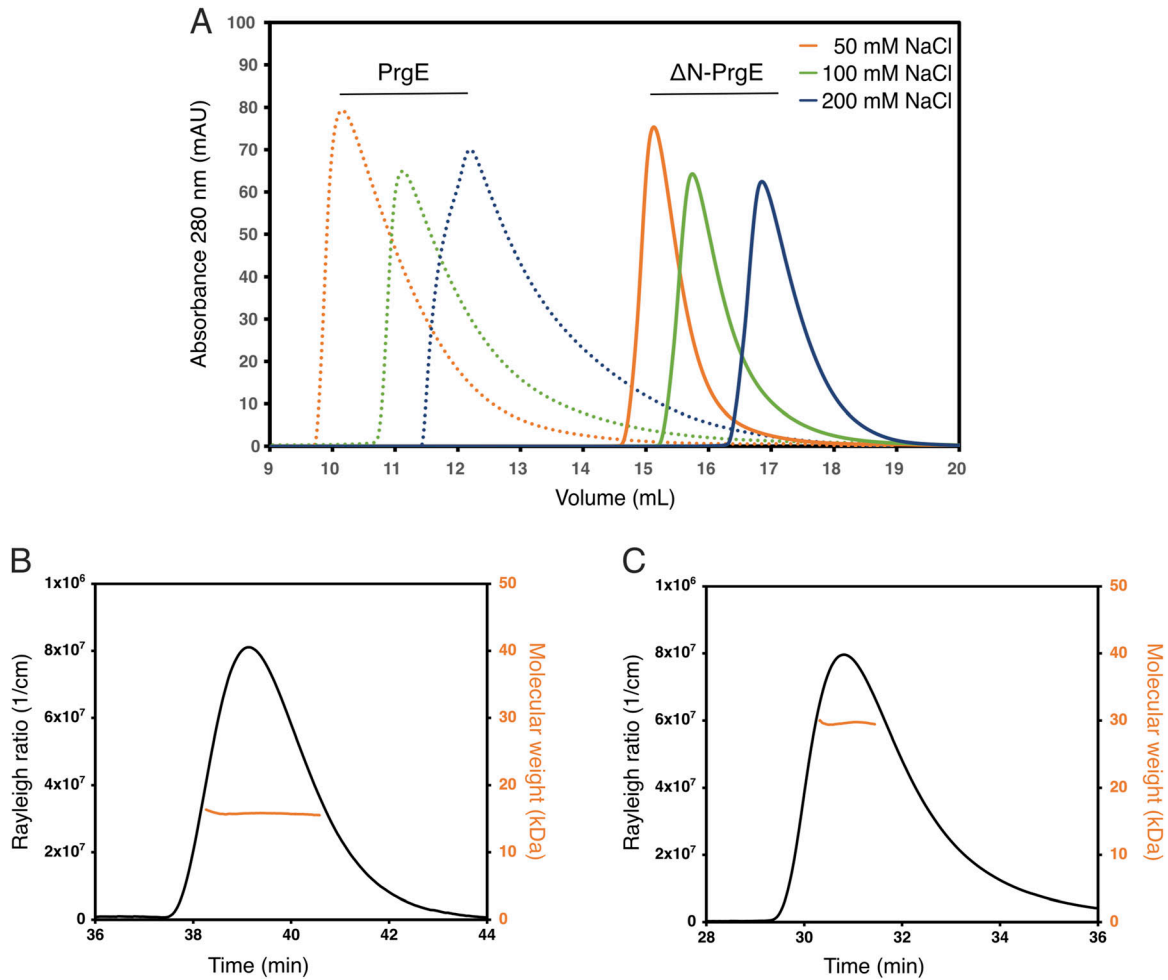 A
PrgE
ΔN-PrgE
50 mM NaCl
100 mM NaCl
200 mM NaCl
Absorbance 280 nm (mAU)
100
90
80
70
60
50
40
30
20
10
0
9 10 11 12 13 14 15 16 17 18 19 20
Volume (mL)
B
Rayleigh ratio (1/cm)
1x10⁶
8x10⁷
6x10⁷
4x10⁷
2x10⁷
0
50
40
30
20
10
0
Molecular weight (kDa)
36 38 40 42 44
Time (min)
C
Rayleigh ratio (1/cm)
1x10⁶
8x10⁷
6x10⁷
4x10⁷
2x10⁷
0
50
40
30
20
10
0
Molecular weight (kDa)
28 30 32 34 36
Time (min)